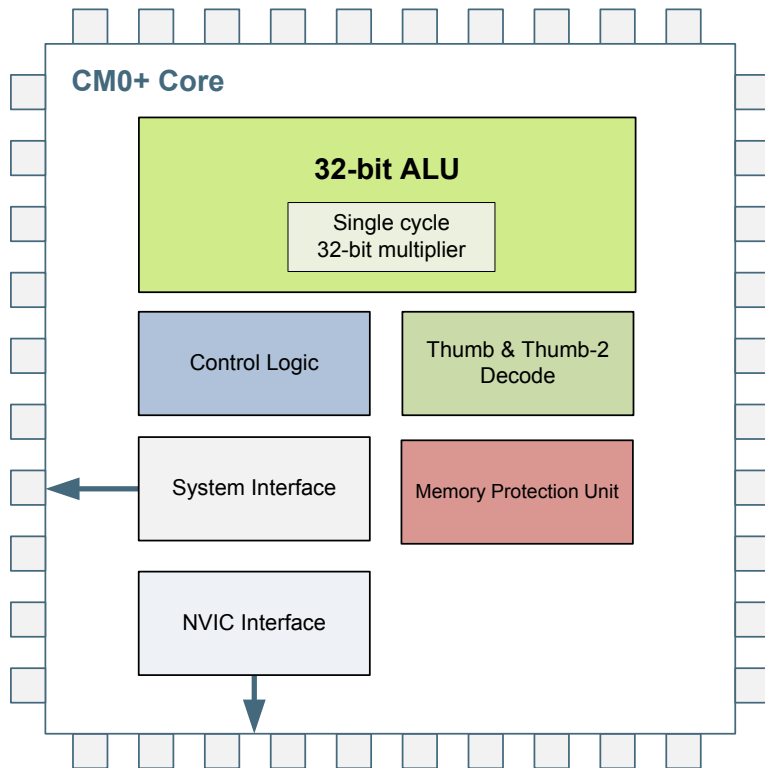 CM0+ Core
32-bit ALU
Single cycle
32-bit multiplier
Control Logic
Thumb & Thumb-2
Decode
System Interface
Memory Protection Unit
NVIC Interface